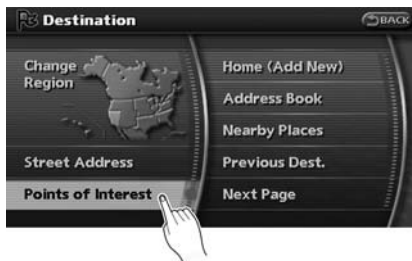 Destination
BACK
Change
Region
Street Address
Points of Interest
Home (Add New)
Address Book
Nearby Places
Previous Dest.
Next Page